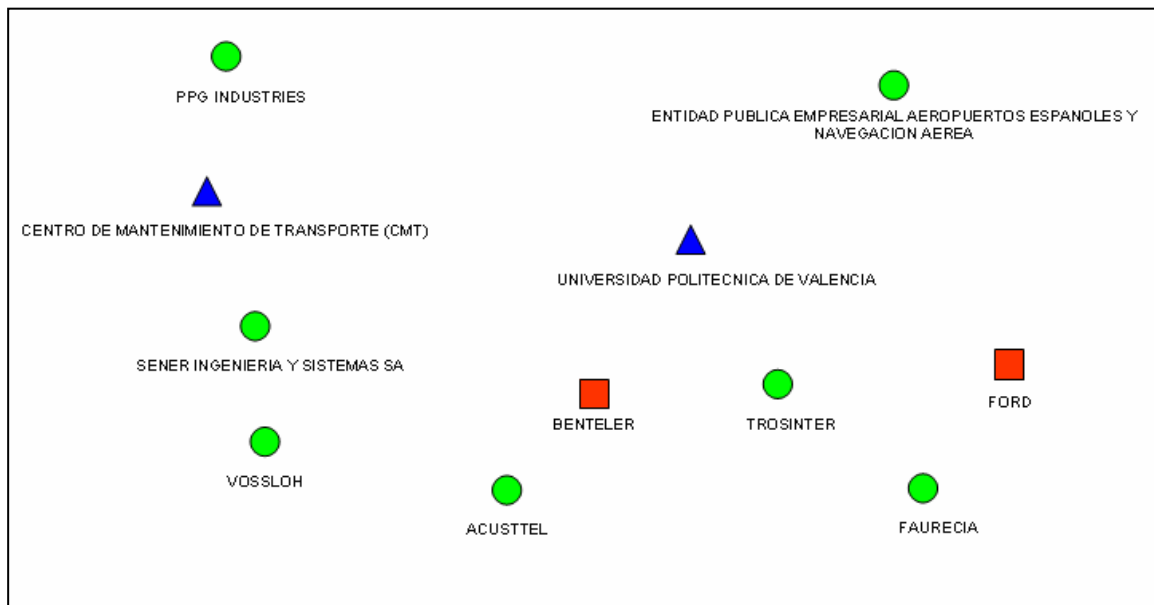 PPG INDUSTRIES
ENTIDAD PUBLICA EMPRESARIAL AEROPUERTOS ESPANOLES Y
NAVEGACION AEREA
CENTRO DE MANTENIMIENTO DE TRANSPORTE (CMT)
UNIVERSIDAD POLITECNICA DE VALENCIA
SENER INGENIERIA Y SISTEMAS SA
BENTELER
TROSINTER
FORD
VOSSLOH
ACUSTTEL
FAURECIA